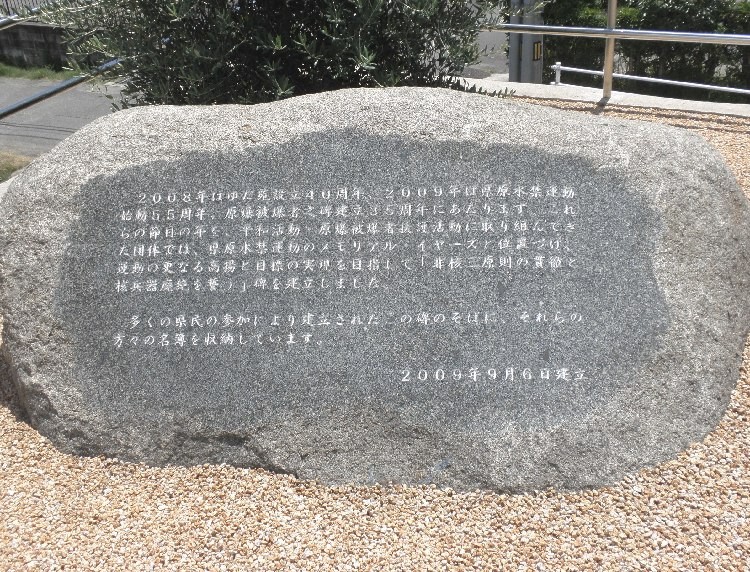 ２００８年はゆだ苑設立４０周年、２００９年は県原水禁運動
始動５５周年、原爆被爆者之碑建立３５周年にあたります。これ
らの節目の年を、平和活動・原爆被爆者援護活動に取り組んでき
た団体では、県原水禁運動のメモリアル・イヤーズと位置づけ、
運動の更なる高揚と目標の実現を目指して「非核三原則の貫徹と
核兵器廃絶を誓う」碑を建立しました。
多くの県民の参加により建立されたこの碑のそばに、それらの
方々の名簿を収納しています。
２００９年９月６日建立